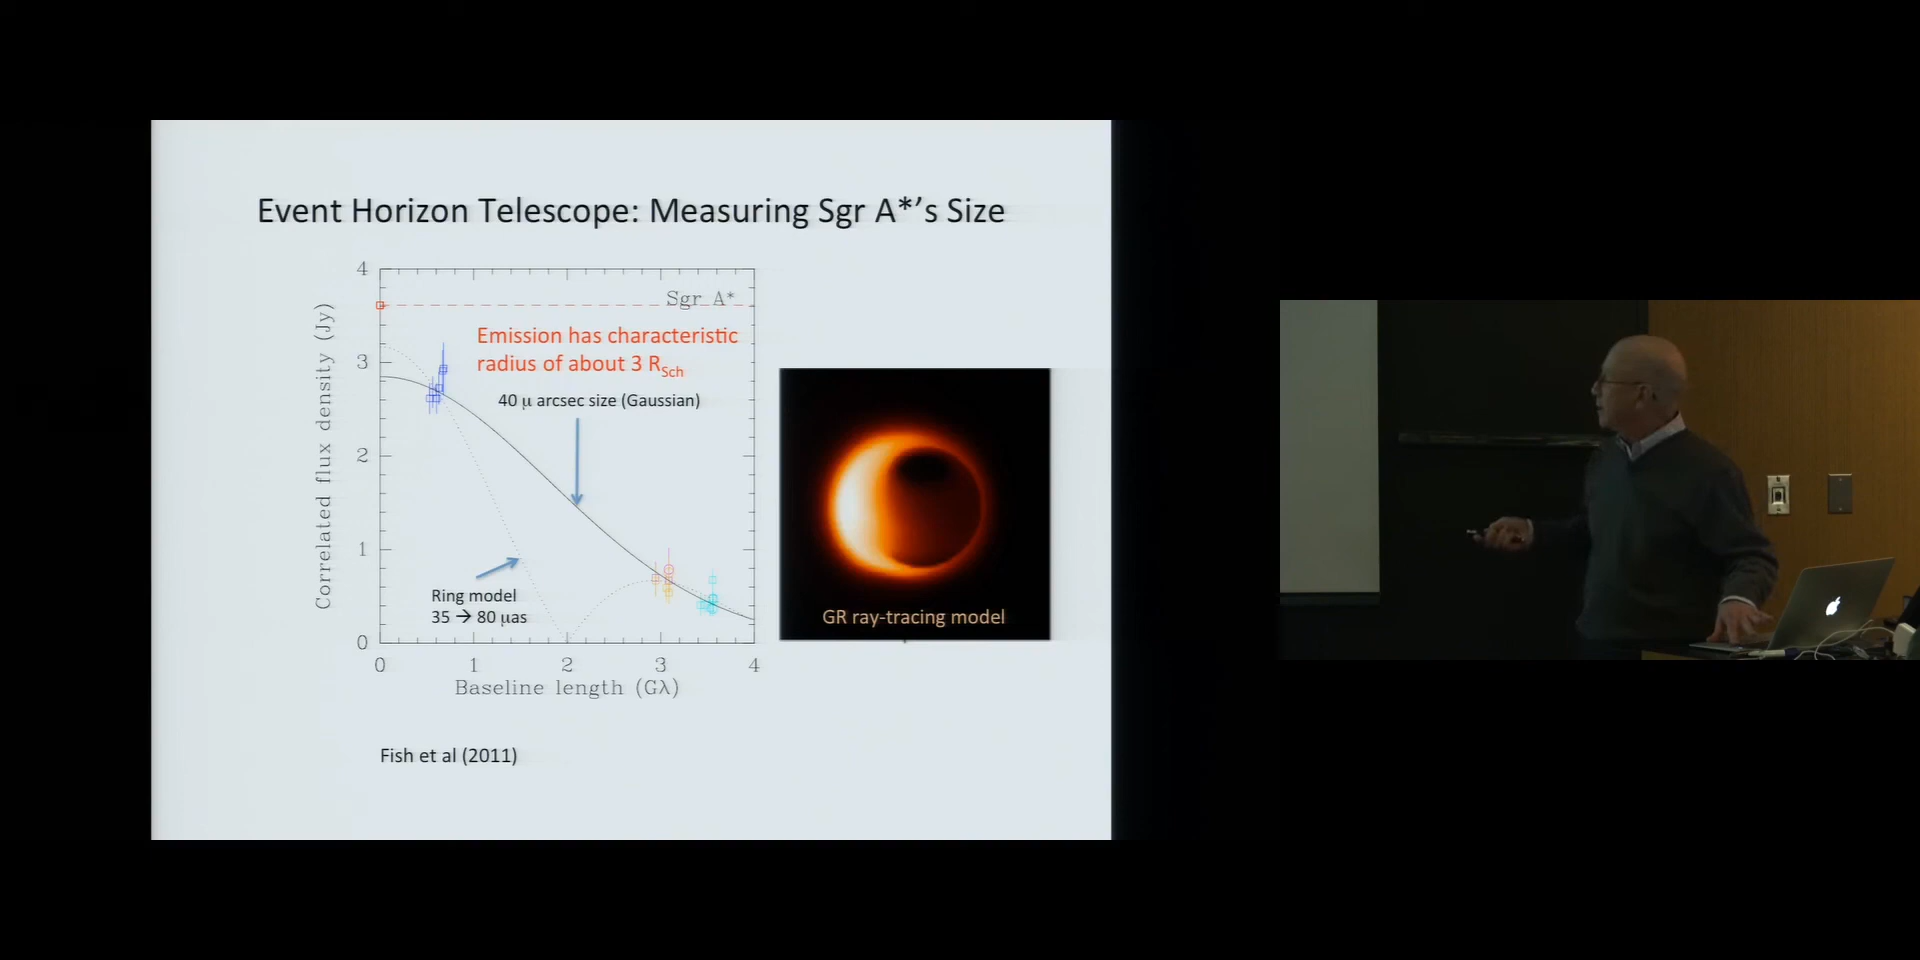 Event Horizon Telescope: Measuring Sgr A*'s Size
4
3
2
1
0
Correlated flux density (Jy)
Sgr A*
Emission has characteristic
radius of about 3 RSch
40 μ arcsec size (Gaussian)
Ring model
35 → 80 μas
0 1 2 3 4
Baseline length (Gλ)
GR ray-tracing model
Fish et al (2011)